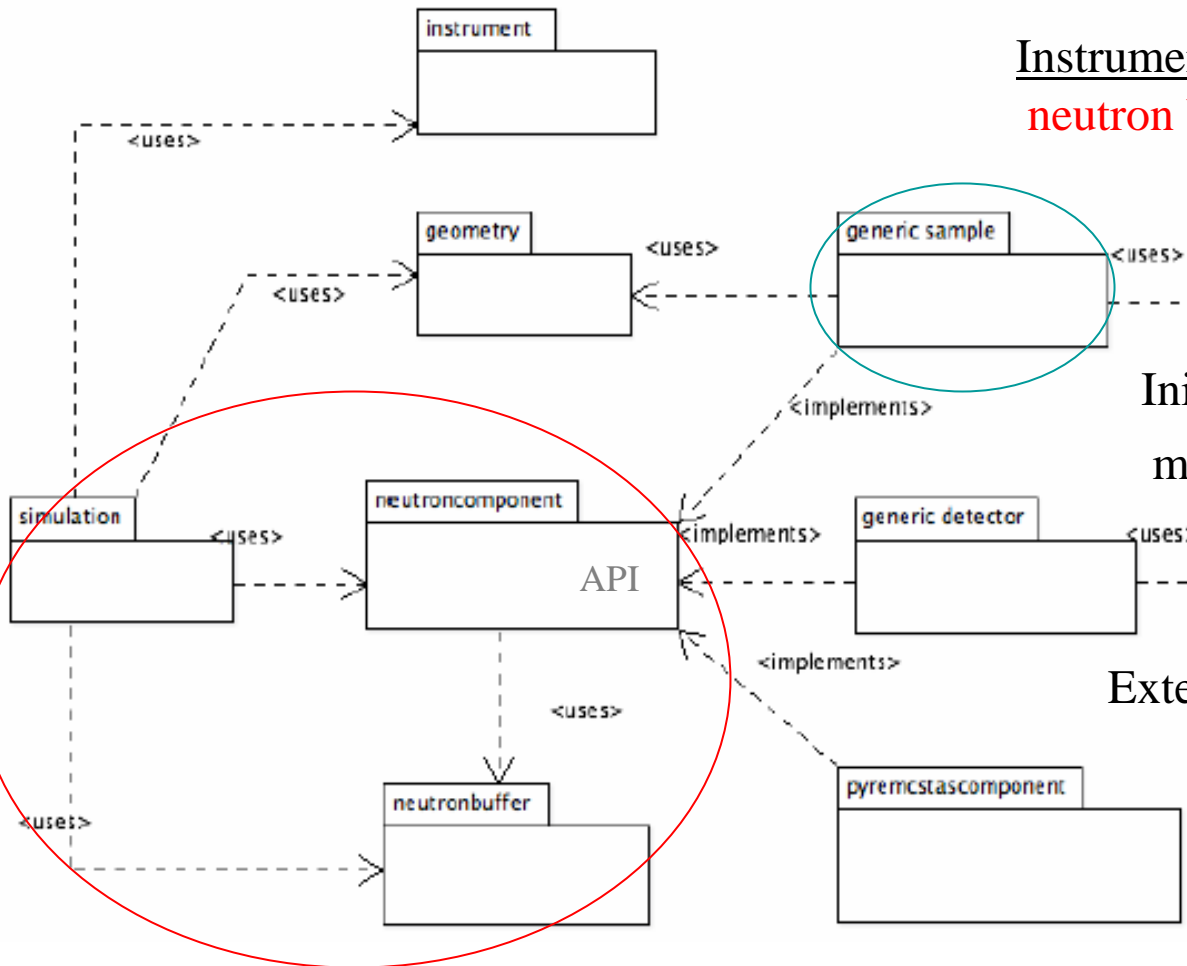 instrument
Instrumen
neutron
<uses>
geometry
<uses>
generic sample
<uses>
<uses>
<implements>
Ini
m
simulation
<uses>
neutroncomponent
API
<implements>
generic detector
<uses
<implements>
Exte
<uses>
neutronbuffer
<uses>
pyremcstascomponent